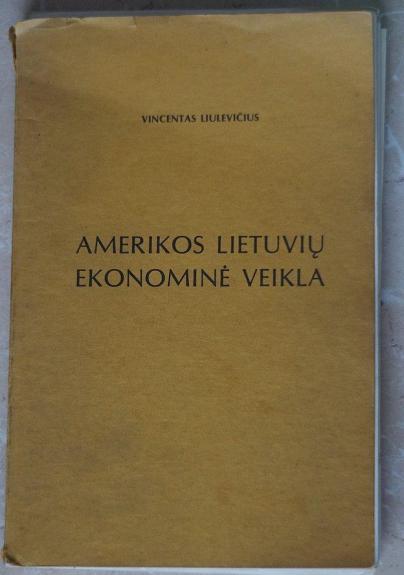 VINCENTAS LIULEVIČIUS
AMERIKOS LIETUVIŲ
EKONOMINĖ VEIKLA